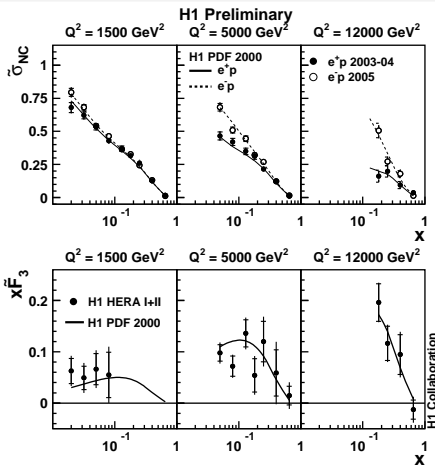 H1 Preliminary
Q² = 1500 GeV² Q² = 5000 GeV² Q² = 12000 GeV²
σ̃NC
H1 PDF 2000
e⁺p
e⁻p
e⁺p 2003-04
e⁻p 2005
1
0.75
0.5
0.25
0
10⁻¹ 1 10⁻¹ 1 10⁻¹ 1
x
Q² = 1500 GeV² Q² = 5000 GeV² Q² = 12000 GeV²
xF̃₃
H1 HERA I+II
H1 PDF 2000
0.2
0.1
0
10⁻¹ 1 10⁻¹ 1 10⁻¹ 1
x
H1 Collaboration